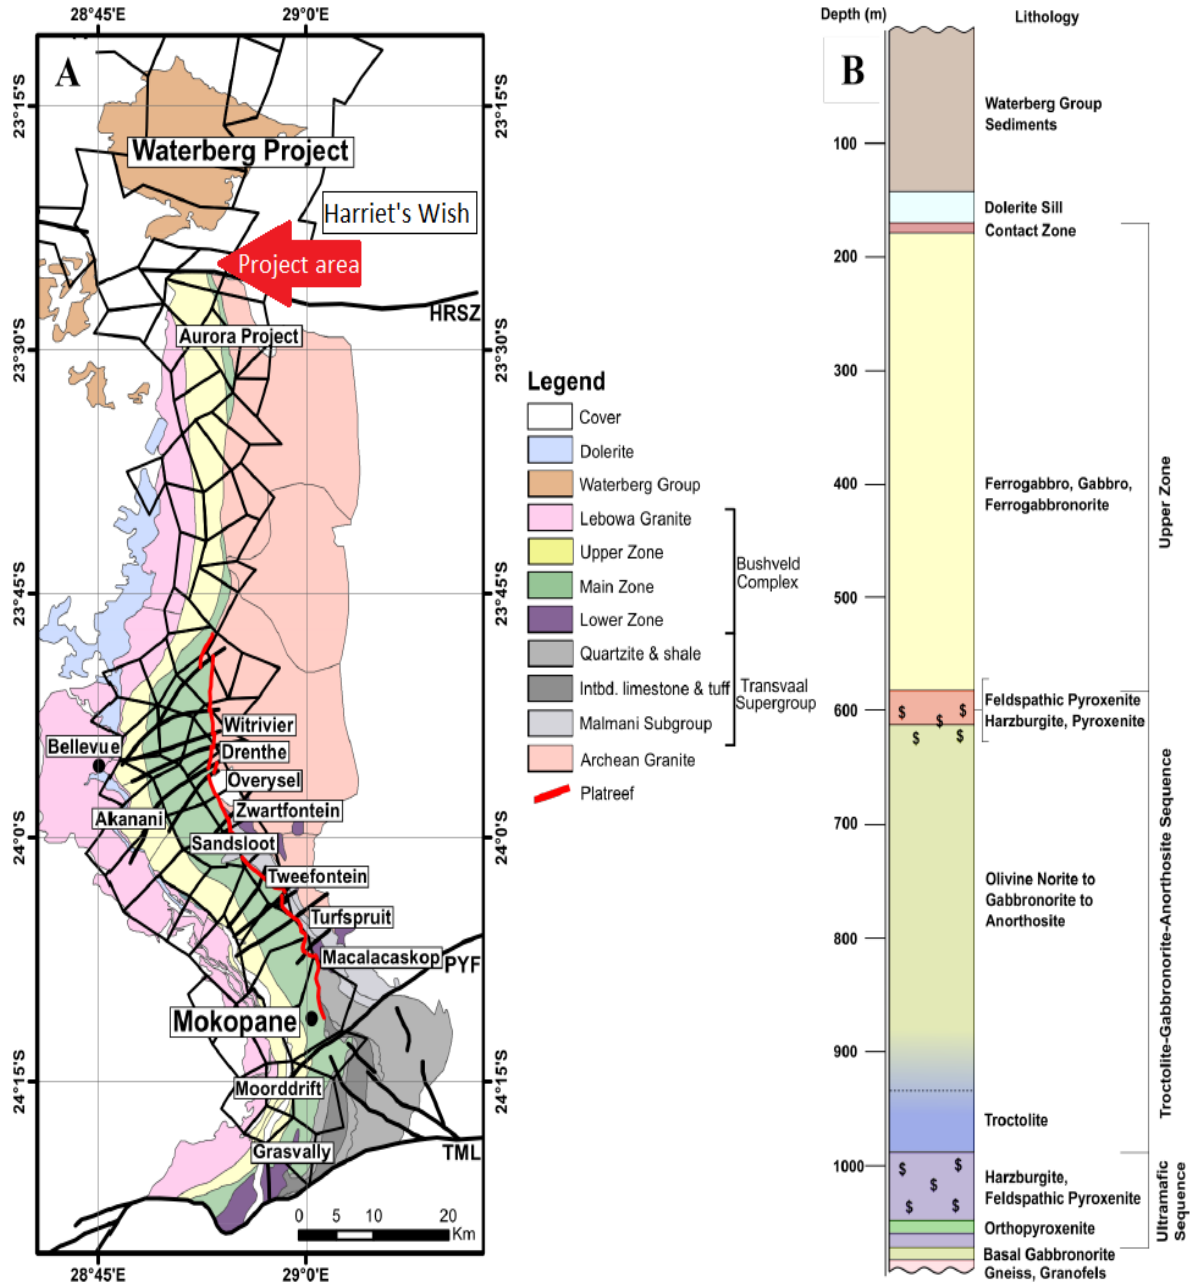 28°45'E
29°0'E
A
23°15'S
23°15'S
Waterberg Project
Harriet's Wish
Project area
HRSZ
Aurora Project
23°30'S
23°30'S
23°45'S
23°45'S
Witrivier
Bellevue
Drenthe
Overysel
Zwartfontein
Akanani
24°0'S
24°0'S
Sandsloot
Tweefontein
Turfspruit
Macalacaskop
PYF
Mokopane
24°15'S
24°15'S
Moorddrift
TML
Grasvally
0 10 20
Km
28°45'E
29°0'E
Legend
Cover
Dolerite
Waterberg Group
Lebowa Granite
Upper Zone
Main Zone
Lower Zone
Bushveld
Complex
Quartzite & shale
Intbd. limestone & tuff
Malmani Subgroup
Transvaal
Supergroup
Archean Granite
Platreef
Depth (m)
Lithology
B
100
200
300
400
500
600
700
800
900
1000
Waterberg Group
Sediments
Dolerite Sill
Contact Zone
Ferrogabbro, Gabbro,
Ferrogabbronorite
Feldspathic Pyroxenite
Harzburgite, Pyroxenite
$ $ $
$ $
Olivine Norite to
Gabbronorite to
Anorthosite
Troctolite
$ $
$
$ $
Harzburgite,
Feldspathic Pyroxenite
Orthopyroxenite
Basal Gabbronorite
Gneiss, Granofels
Upper Zone
Troctolite-Gabbronorite-Anorthosite Sequence
Ultramafic
Sequence